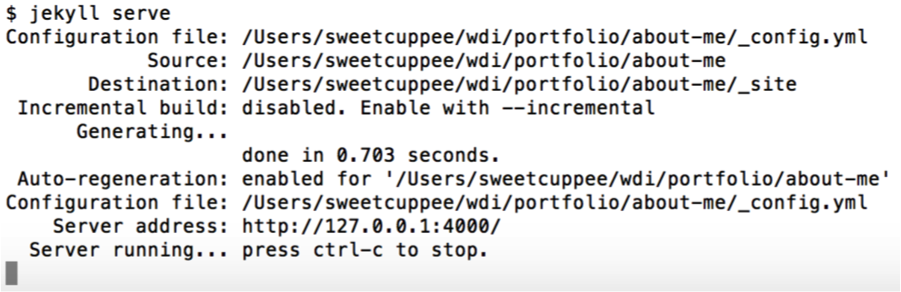 $ jekyll serve
Configuration file: /Users/sweetcuppee/wdi/portfolio/about-me/_config.yml
Source: /Users/sweetcuppee/wdi/portfolio/about-me
Destination: /Users/sweetcuppee/wdi/portfolio/about-me/_site
Incremental build: disabled. Enable with --incremental
Generating...
done in 0.703 seconds.
Auto-regeneration: enabled for '/Users/sweetcuppee/wdi/portfolio/about-me'
Configuration file: /Users/sweetcuppee/wdi/portfolio/about-me/_config.yml
Server address: http://127.0.0.1:4000/
Server running... press ctrl-c to stop.